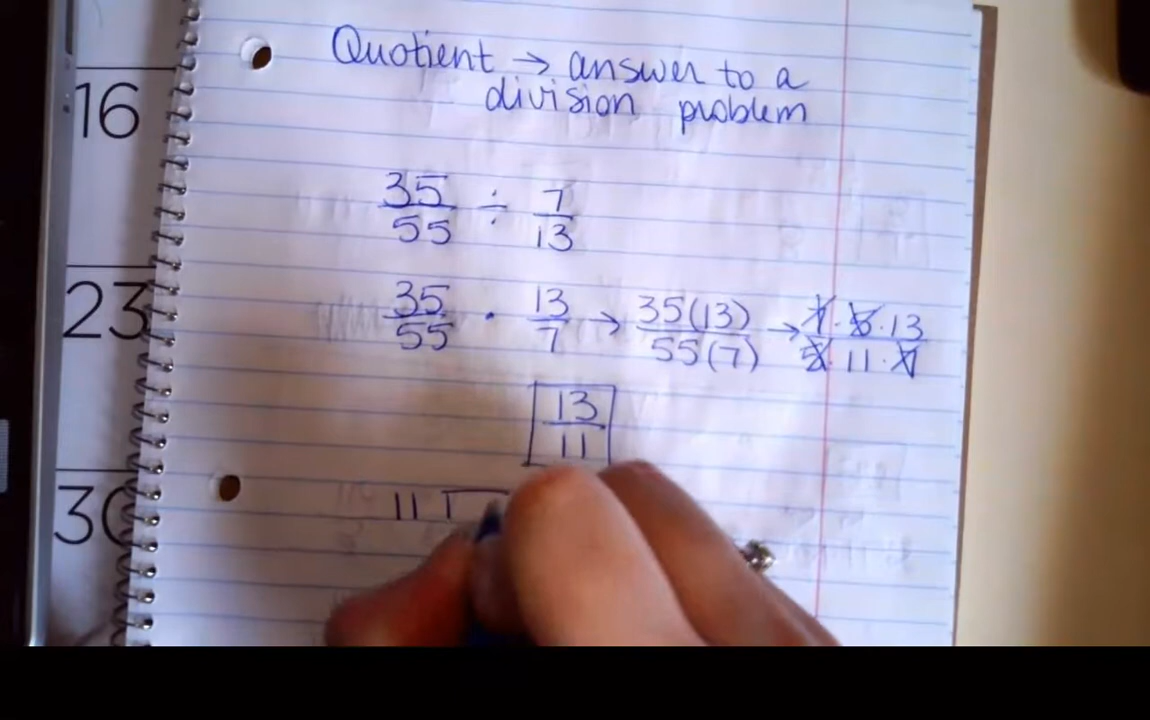 Quotient → answer to a
division problem
16
35/55 ÷ 7/13
23
35/55 · 13/7 → 35(13)/55(7) → 7·5·13/5·11·7
13/11
30
11